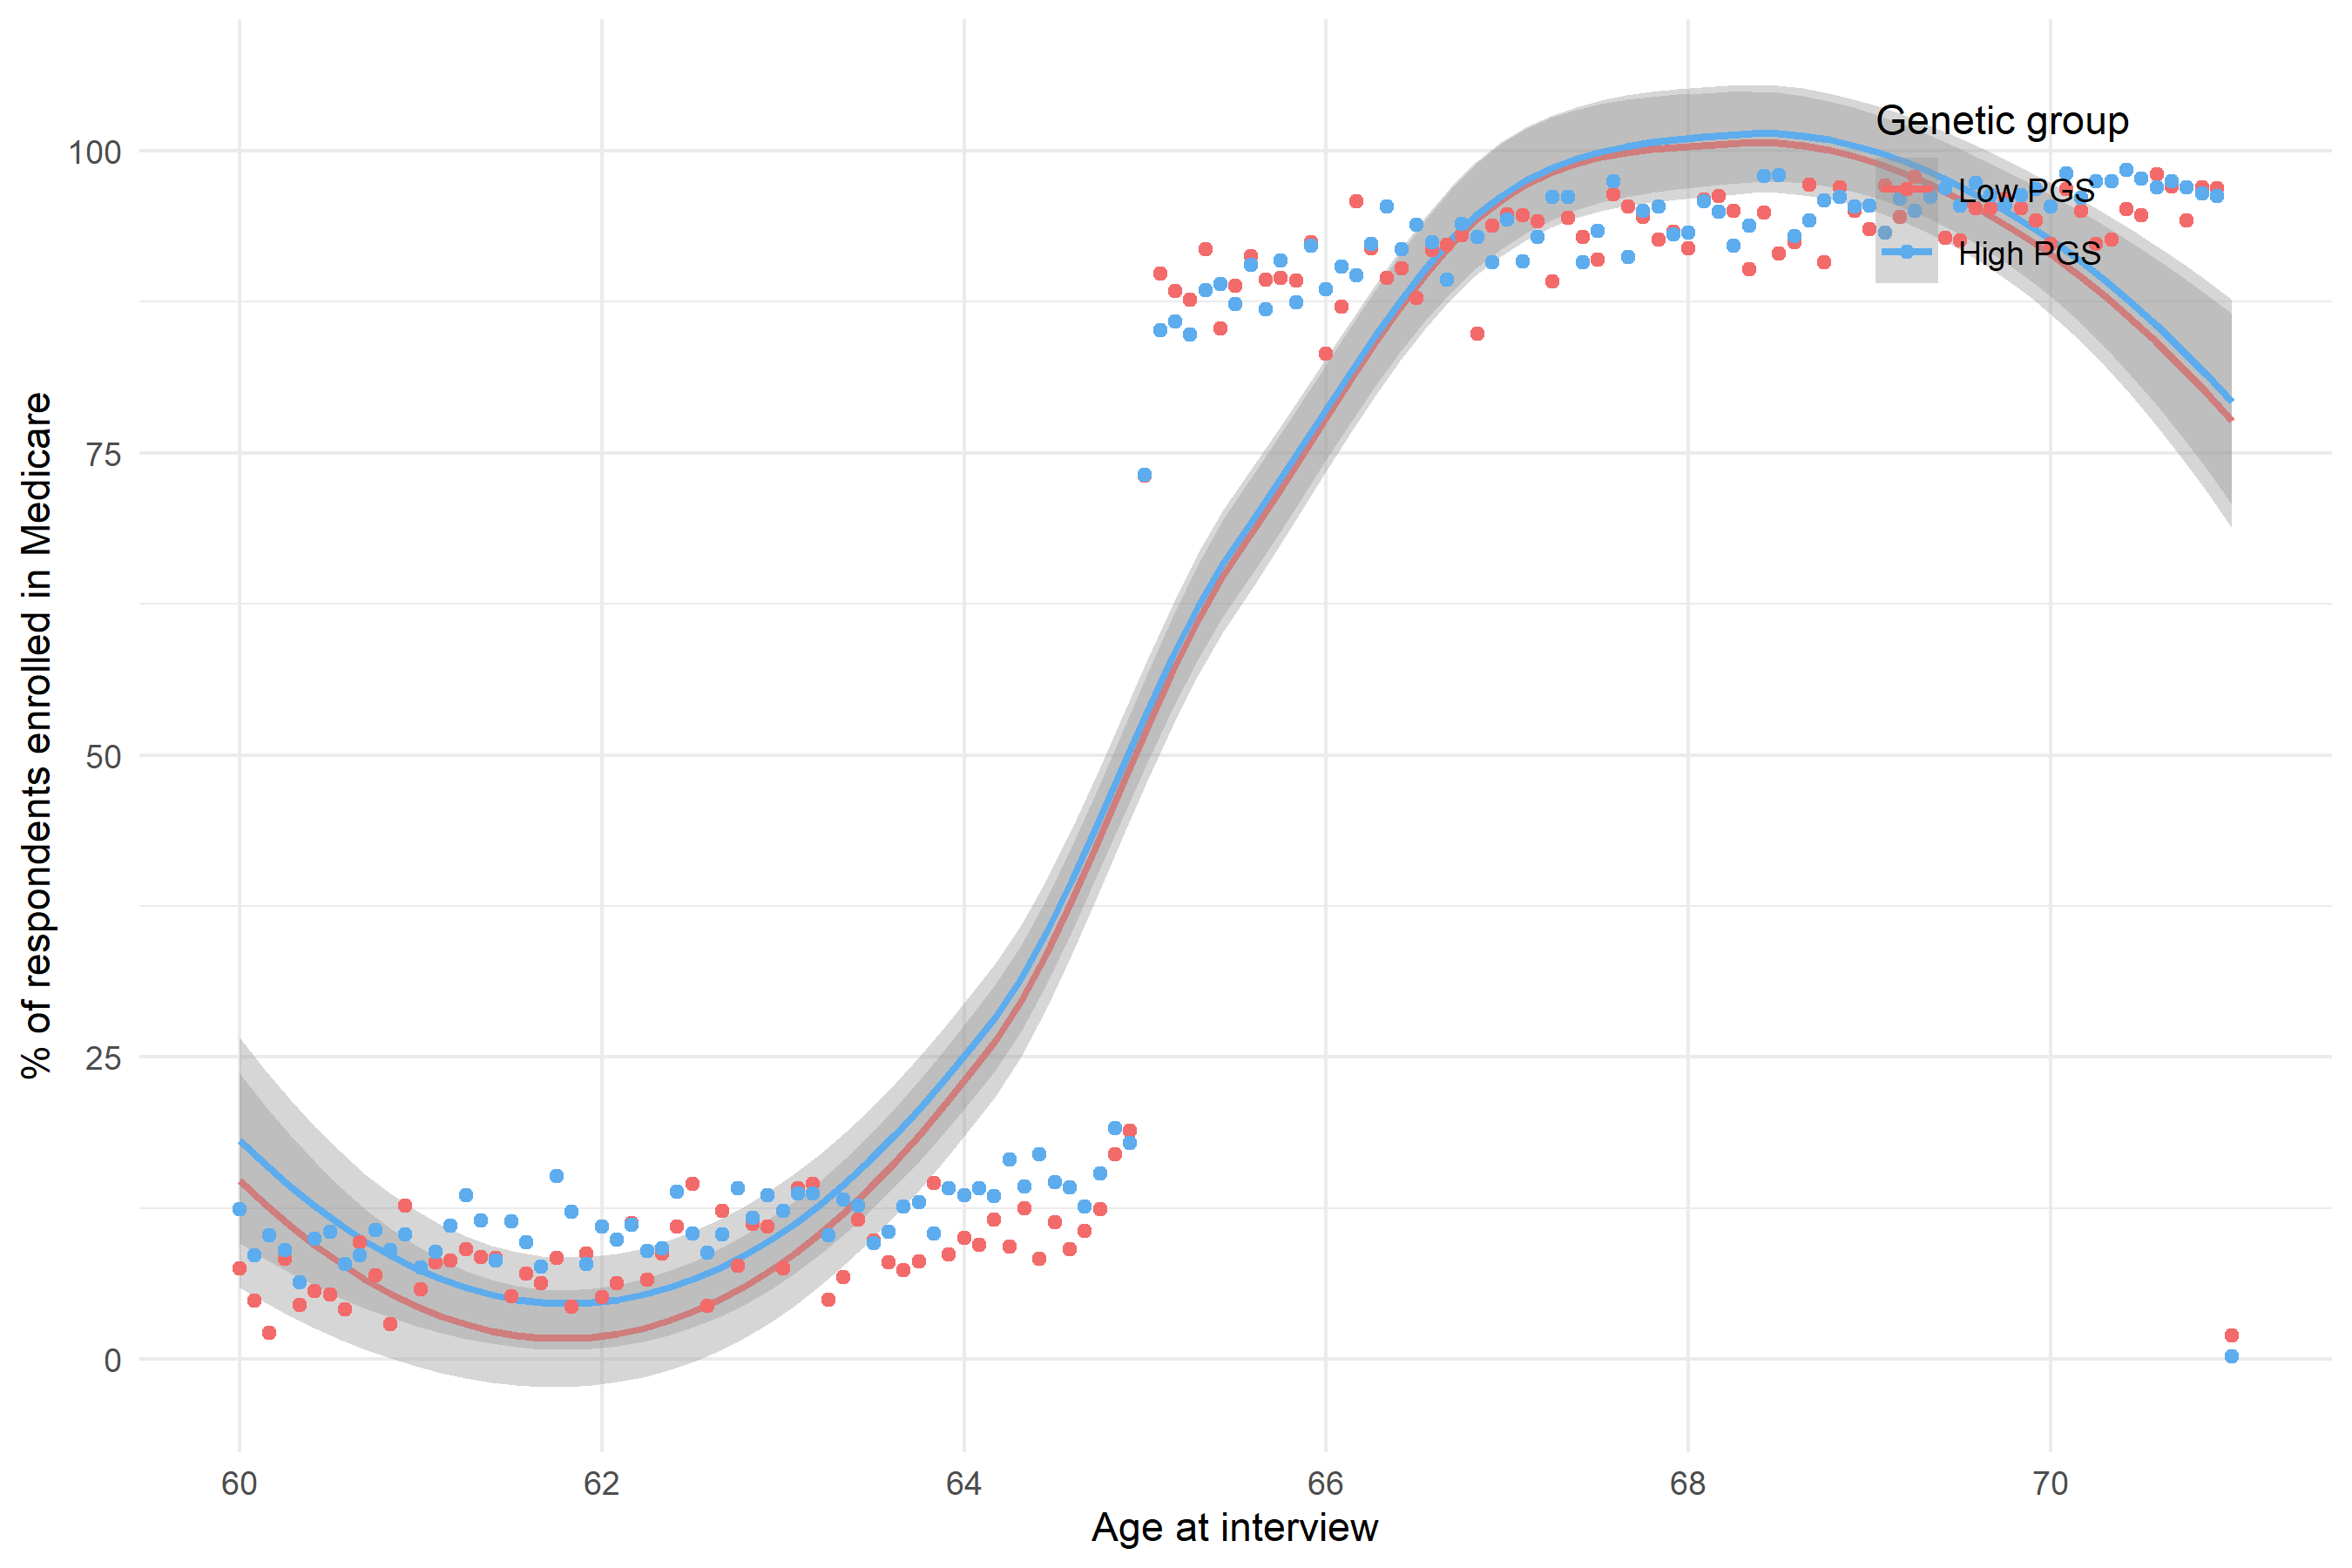 Genetic group
Low PGS
High PGS
% of respondents enrolled in Medicare
100
75
50
25
0
60 62 64 66 68 70
Age at interview